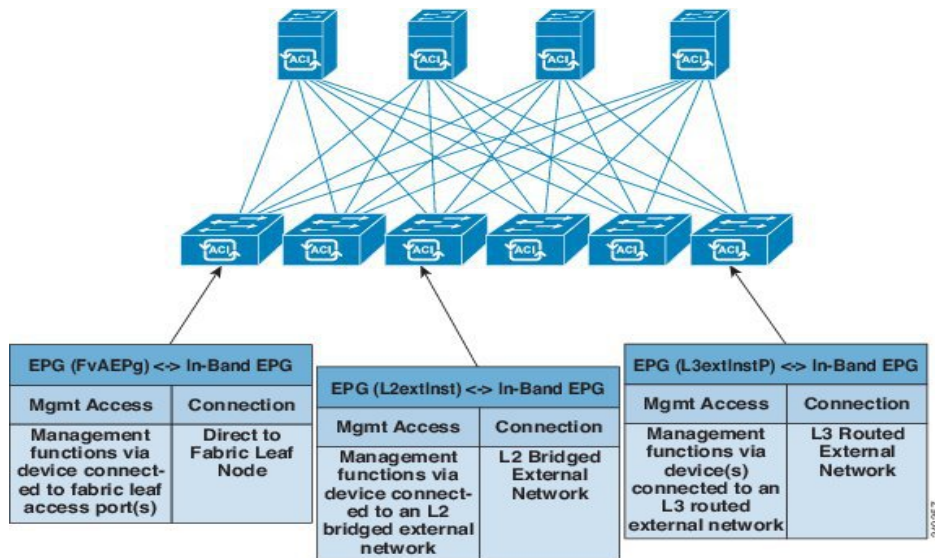 ACI
ACI
ACI
ACI
ACI
ACI
ACI
ACI
ACI
ACI
EPG (FvAEPg) <-> In-Band EPG
Mgmt Access
Connection
Management
functions via
device connect-
ed to fabric leaf
access port(s)
Direct to
Fabric Leaf
Node
EPG (L2extInst) <-> In-Band EPG
Mgmt Access
Connection
Management
functions via
device connect-
ed to an L2
bridged external
network
L2 Bridged
External
Network
EPG (L3extInstP) <-> In-Band EPG
Mgmt Access
Connection
Management
functions via
device(s)
connected to an
L3 routed
external network
L3 Routed
External
Network